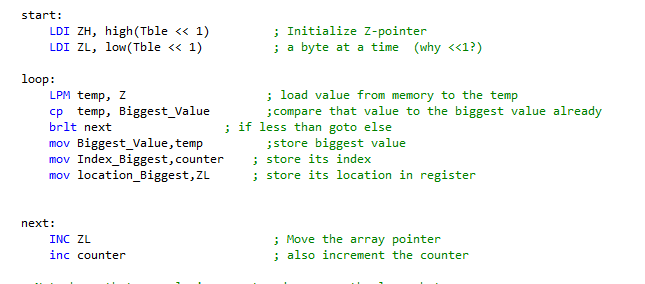 start:
LDI ZH, high(Tble << 1) ; Initialize Z-pointer
LDI ZL, low(Tble << 1) ; a byte at a time (why <<1?)
loop:
LPM temp, Z ; load value from memory to the temp
cp temp, Biggest_Value ;compare that value to the biggest value already
brlt next ; if less than goto else
mov Biggest_Value,temp ;store biggest value
mov Index_Biggest,counter ; store its index
mov location_Biggest,ZL ; store its location in register
next:
INC ZL ; Move the array pointer
inc counter ; also increment the counter